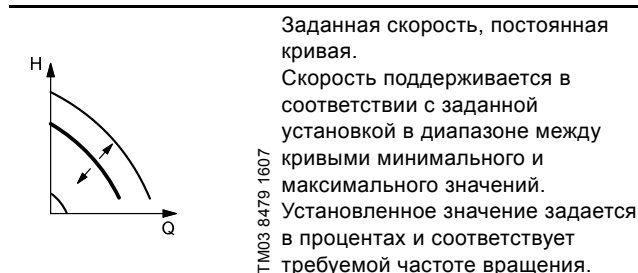 H
Q
TM03 8479 1607
Заданная скорость, постоянная
кривая.
Скорость поддерживается в
соответствии с заданной
установкой в диапазоне между
кривыми минимального и
максимального значений.
Установленное значение задается
в процентах и соответствует
требуемой частоте вращения.